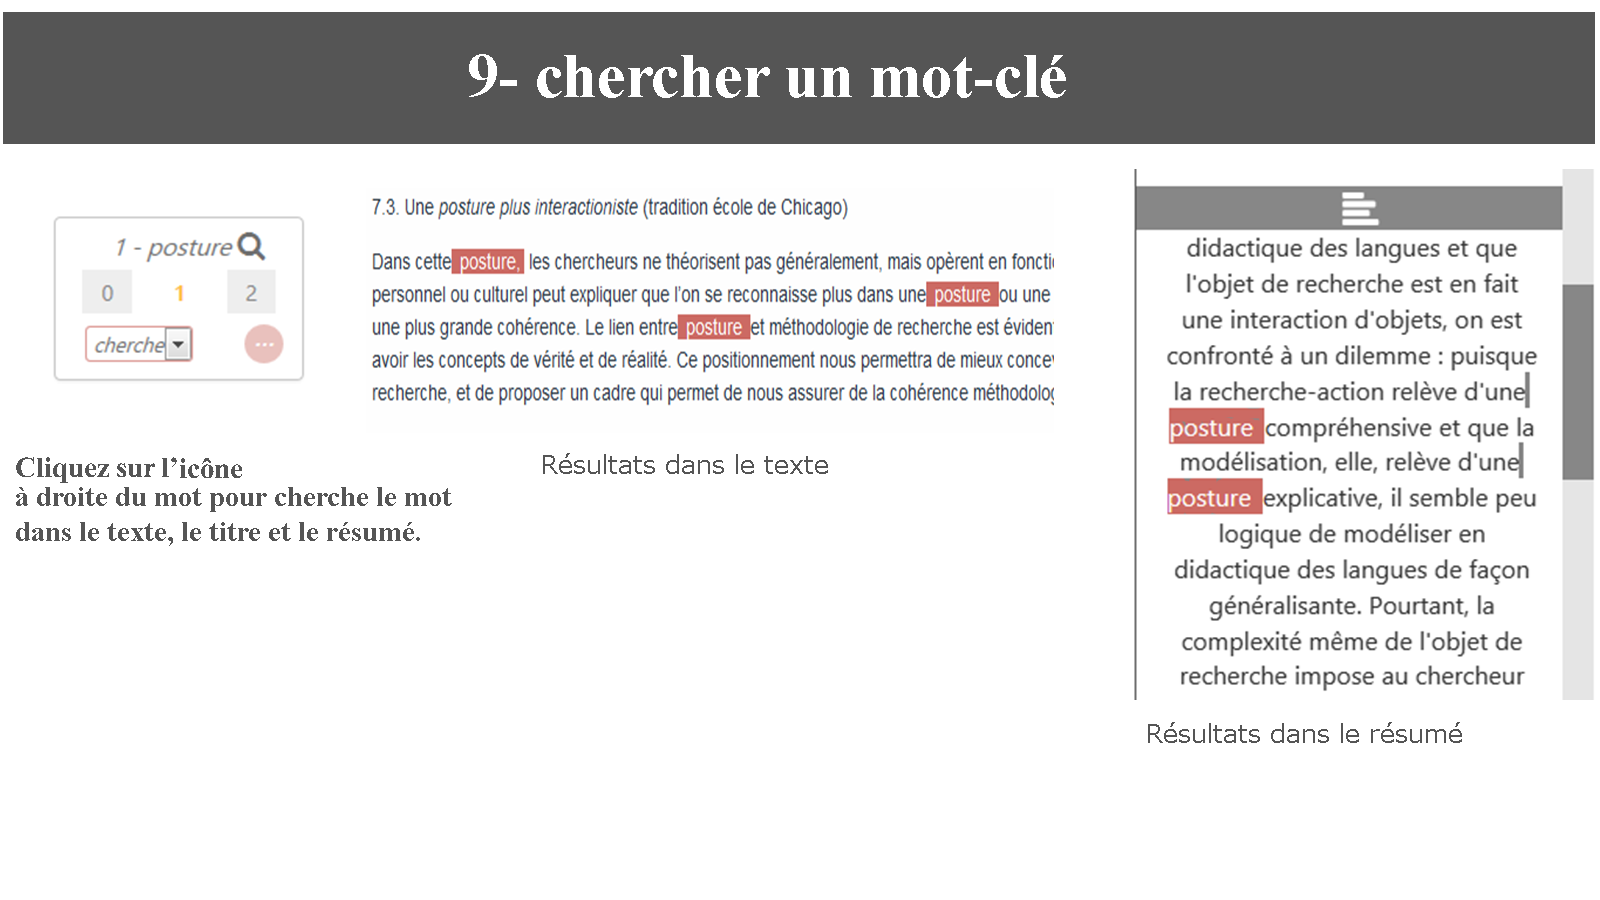 9- chercher un mot-clé
1 - posture
0 1 2
cherche
Cliquez sur l’icône
à droite du mot pour cherche le mot
dans le texte, le titre et le résumé.
7.3. Une posture plus interactioniste (tradition école de Chicago)
Dans cette posture, les chercheurs ne théorisent pas généralement, mais opèrent en foncti
personnel ou culturel peut expliquer que l’on se reconnaisse plus dans une posture ou une
une plus grande cohérence. Le lien entre posture et méthodologie de recherche est éviden
avoir les concepts de vérité et de réalité. Ce positionnement nous permettra de mieux conce
recherche, et de proposer un cadre qui permet de nous assurer de la cohérence méthodolo
Résultats dans le texte
didactique des langues et que
l'objet de recherche est en fait
une interaction d'objets, on est
confronté à un dilemme : puisque
la recherche-action relève d'une
posture compréhensive et que la
modélisation, elle, relève d'une
posture explicative, il semble peu
logique de modéliser en
didactique des langues de façon
généralisante. Pourtant, la
complexité même de l'objet de
recherche impose au chercheur
Résultats dans le résumé